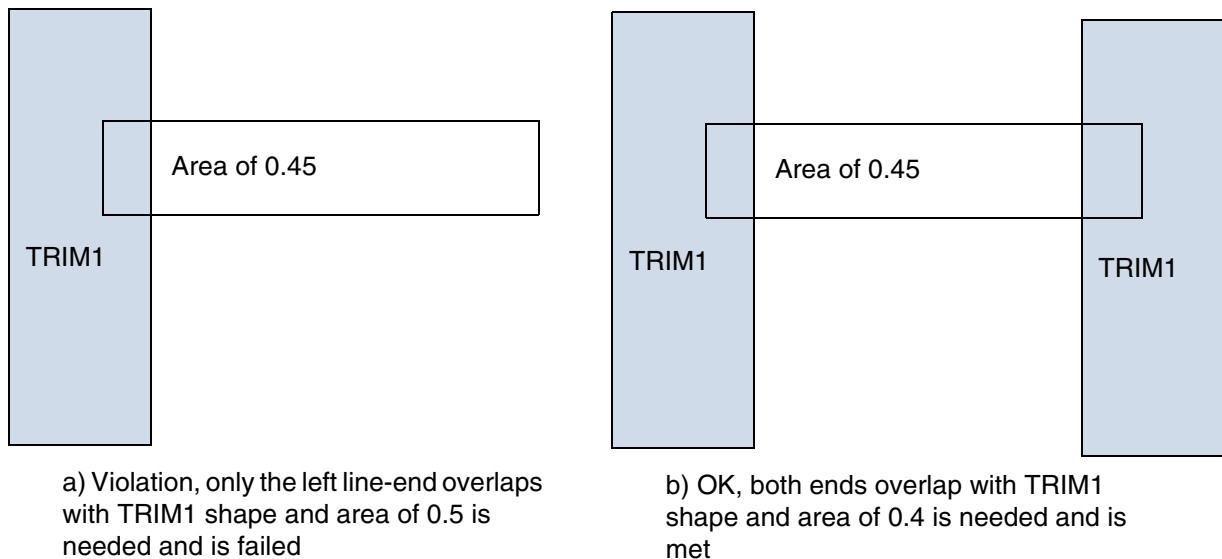 Area of 0.45
TRIM1
a) Violation, only the left line-end overlaps
with TRIM1 shape and area of 0.5 is
needed and is failed
Area of 0.45
TRIM1
TRIM1
b) OK, both ends overlap with TRIM1
shape and area of 0.4 is needed and is
met